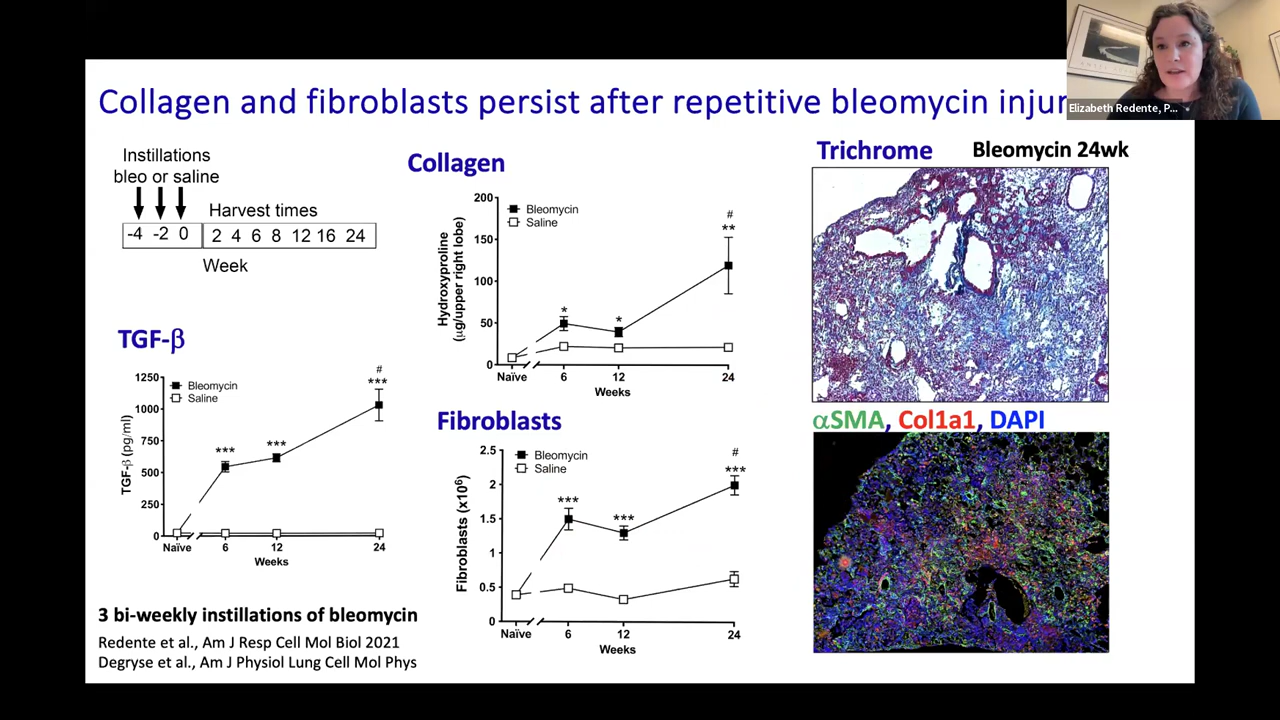 Collagen and fibroblasts persist after repetitive bleomycin injur
Elizabeth Redente, P...
Instillations
bleo or saline
Harvest times
-4 -2 0 2 4 6 8 12 16 24
Week
TGF-β
1250
1000
750
500
250
0
TGF-β (pg/ml)
Bleomycin
Saline
***
***
#
***
Naïve 6 12 24
Weeks
3 bi-weekly instillations of bleomycin
Redente et al., Am J Resp Cell Mol Biol 2021
Degryse et al., Am J Physiol Lung Cell Mol Phys
Collagen
200
150
100
50
0
Hydroxyproline
(μg/upper right lobe)
Bleomycin
Saline
*
*
#
**
Naïve 6 12 24
Weeks
Fibroblasts
2.5
2
1.5
1
0.5
0
Fibroblasts (x10⁶)
Bleomycin
Saline
***
***
#
***
Naïve 6 12 24
Weeks
Trichrome Bleomycin 24wk
αSMA, Col1a1, DAPI